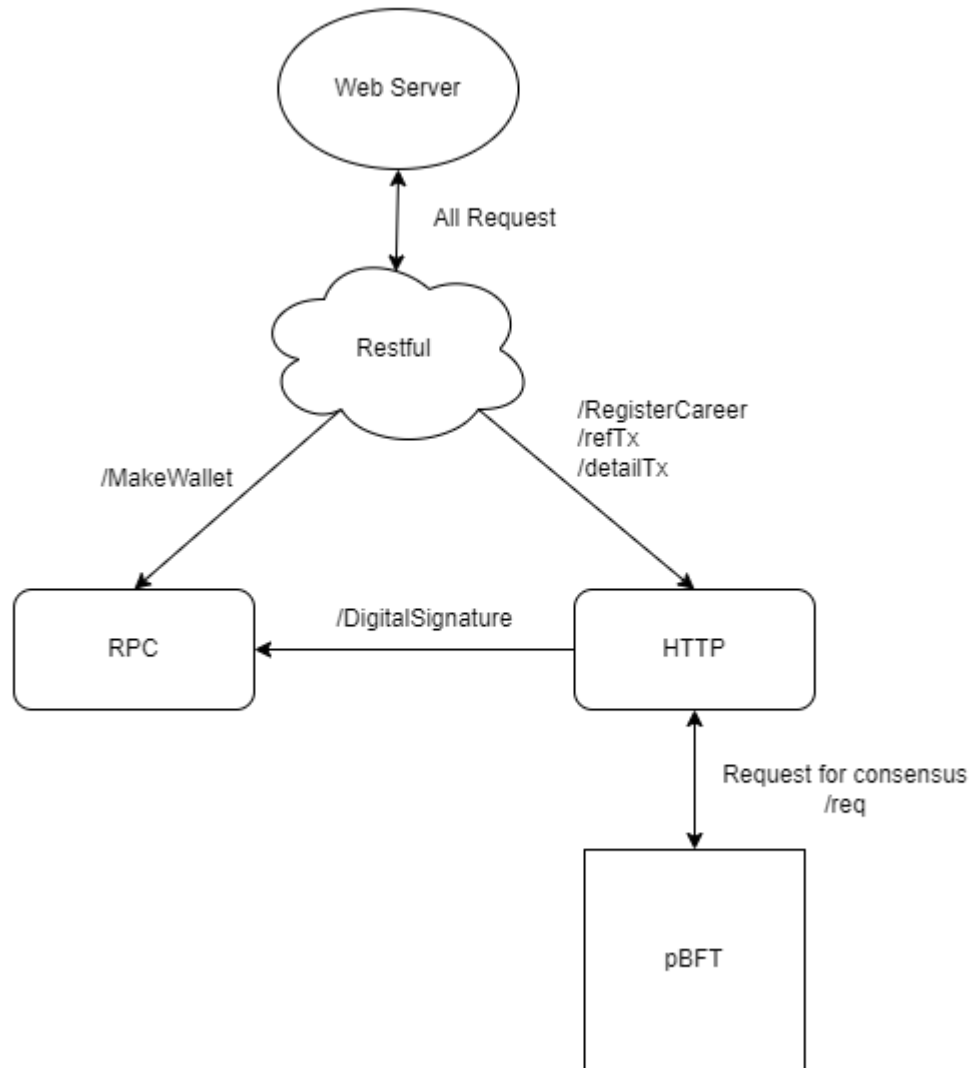 Web Server
All Request
Restful
/RegisterCareer
/refTx
/detailTx
/MakeWallet
/DigitalSignature
RPC
HTTP
Request for consensus
/req
pBFT